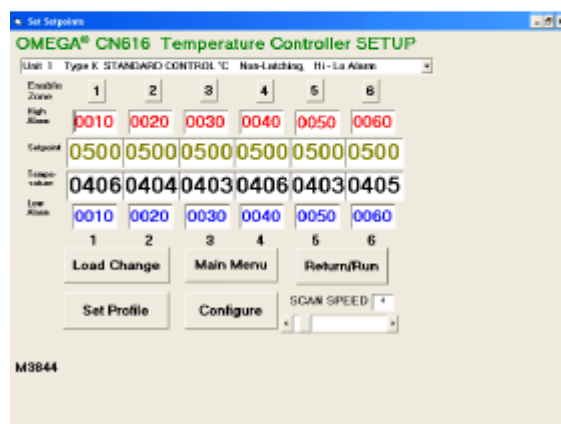 Set Setpoints
OMEGA® CN616 Temperature Controller SETUP
Unit 1 Type K STANDARD CONTROL °C Non-Latching, Hi - Lo Alarm
Enable Zone 1 2 3 4 5 6
High Alarm 0010 0020 0030 0040 0050 0060
Setpoint 0500 0500 0500 0500 0500 0500
Tempe-rature 0406 0404 0403 0406 0403 0405
Low Alarm 0010 0020 0030 0040 0050 0060
1 2 3 4 5 6
Load Change Main Menu Return/Run
Set Profile Configure SCAN SPEED 4
M3844